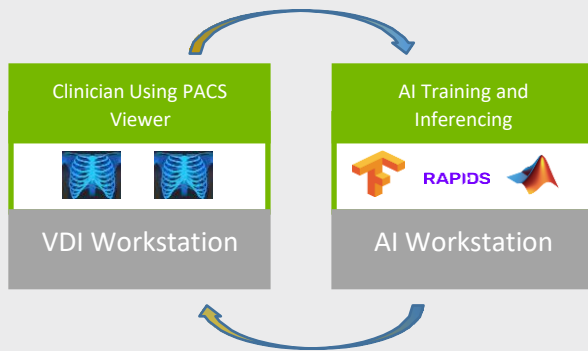 Clinician Using PACS
Viewer
VDI Workstation
AI Training and
Inferencing
RAPIDS
AI Workstation